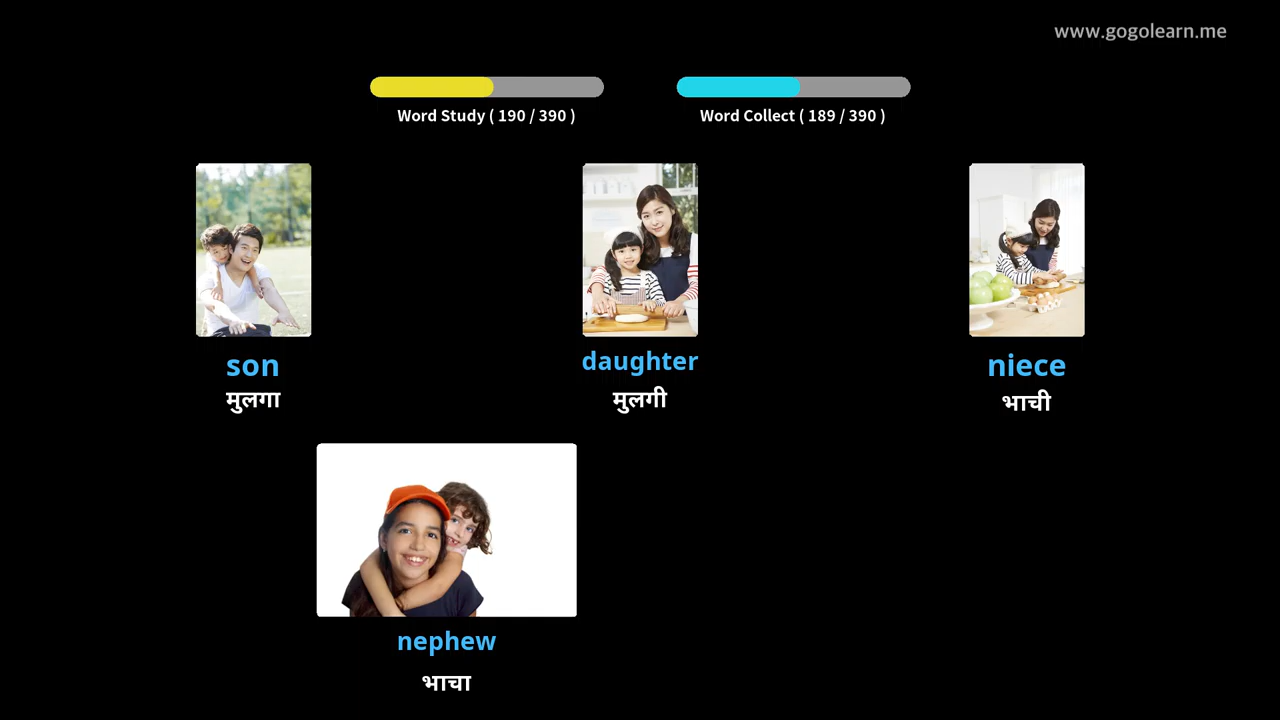 www.gogolearn.me
Word Study ( 190 / 390 )
Word Collect ( 189 / 390 )
son
मुलगा
daughter
मुलगी
niece
भाची
nephew
भाचा